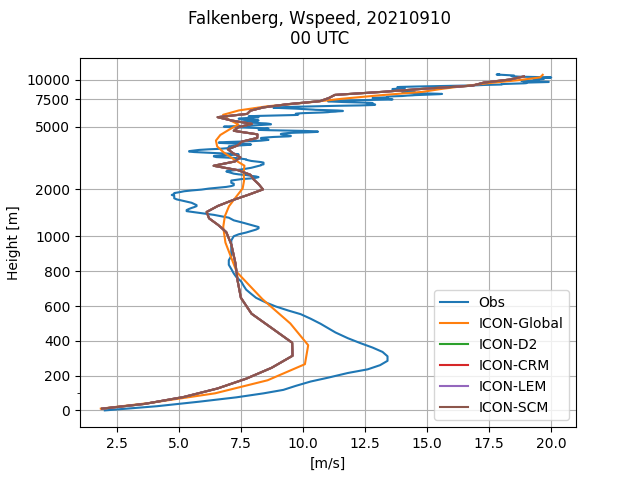 Falkenberg, Wspeed, 20210910
00 UTC
10000
7500
5000
2000
1000
800
600
400
200
0
Height [m]
Obs
ICON-Global
ICON-D2
ICON-CRM
ICON-LEM
ICON-SCM
2.5 5.0 7.5 10.0 12.5 15.0 17.5 20.0
[m/s]